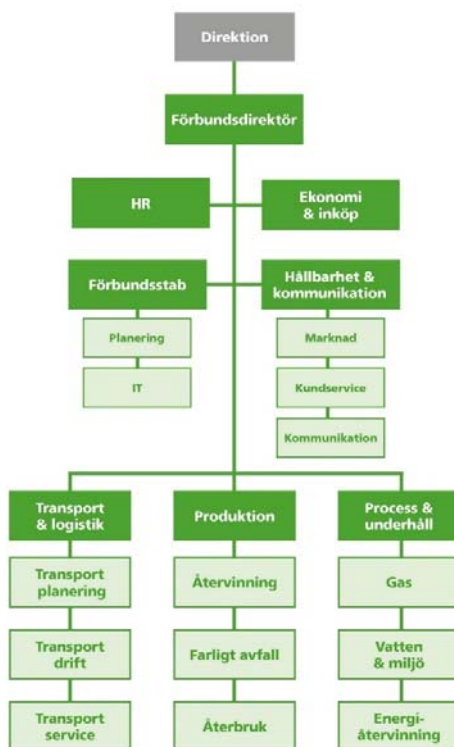 Direktion
Förbundsdirektör
HR
Ekonomi
& inköp
Förbundsstab
Hållbarhet &
kommunikation
Planering
Marknad
IT
Kundservice
Kommunikation
Transport
& logistik
Produktion
Process &
underhåll
Transport
planering
Återvinning
Gas
Transport
drift
Farligt avfall
Vatten
& miljö
Transport
service
Återbruk
Energi-
återvinning